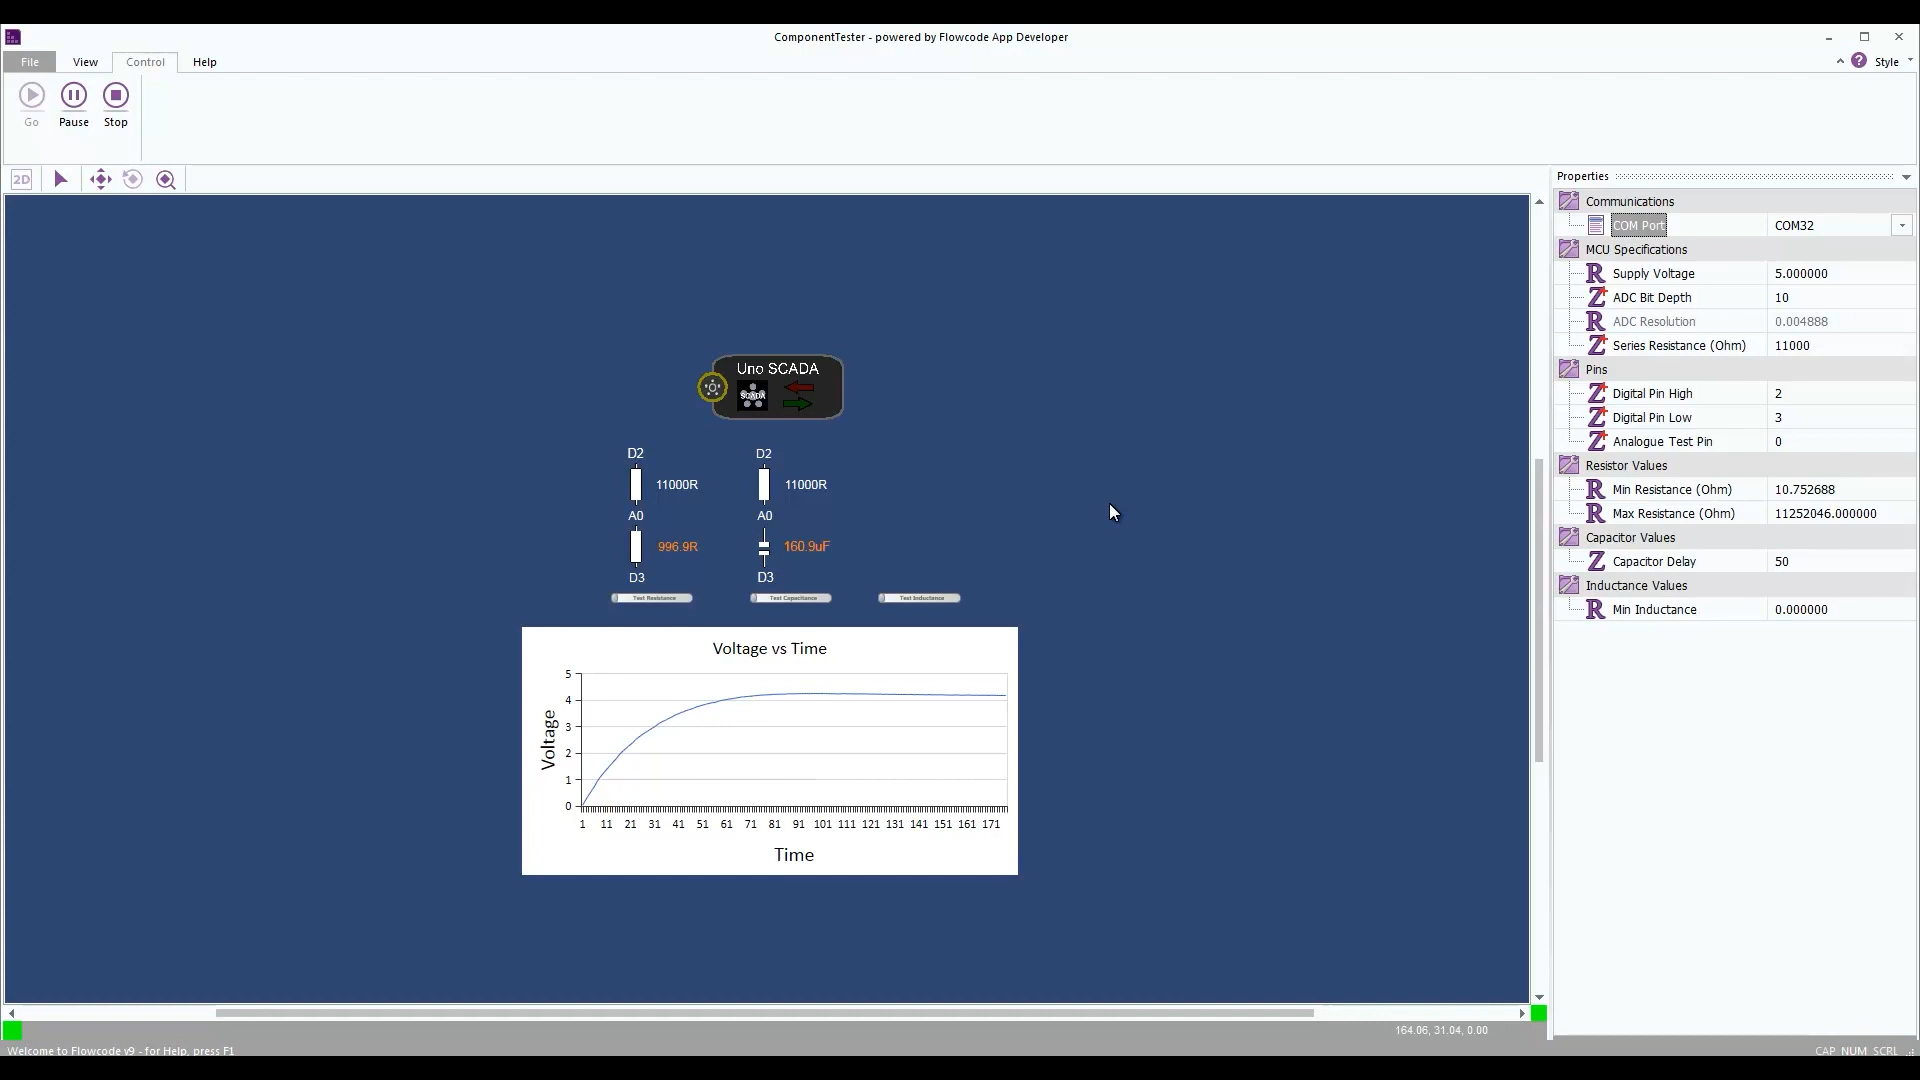 ComponentTester - powered by Flowcode App Developer
File View Control Help
Style
Go Pause Stop
2D
Properties
Communications
COM Port COM32
MCU Specifications
Supply Voltage 5.000000
ADC Bit Depth 10
ADC Resolution 0.004888
Series Resistance (Ohm) 11000
Pins
Digital Pin High 2
Digital Pin Low 3
Analogue Test Pin 0
Resistor Values
Min Resistance (Ohm) 10.752688
Max Resistance (Ohm) 11252046.000000
Capacitor Values
Capacitor Delay 50
Inductance Values
Min Inductance 0.000000
Uno SCADA
SCADA
D2 D2
11000R 11000R
A0 A0
996.9R 160.9uF
D3 D3
Test Resistance Test Capacitance Test Inductance
Voltage vs Time
Voltage
5
4
3
2
1
0
1 11 21 31 41 51 61 71 81 91 101 111 121 131 141 151 161 171
Time
164.06, 31.04, 0.00
Welcome to Flowcode v9 - for Help, press F1
CAP NUM SCRL